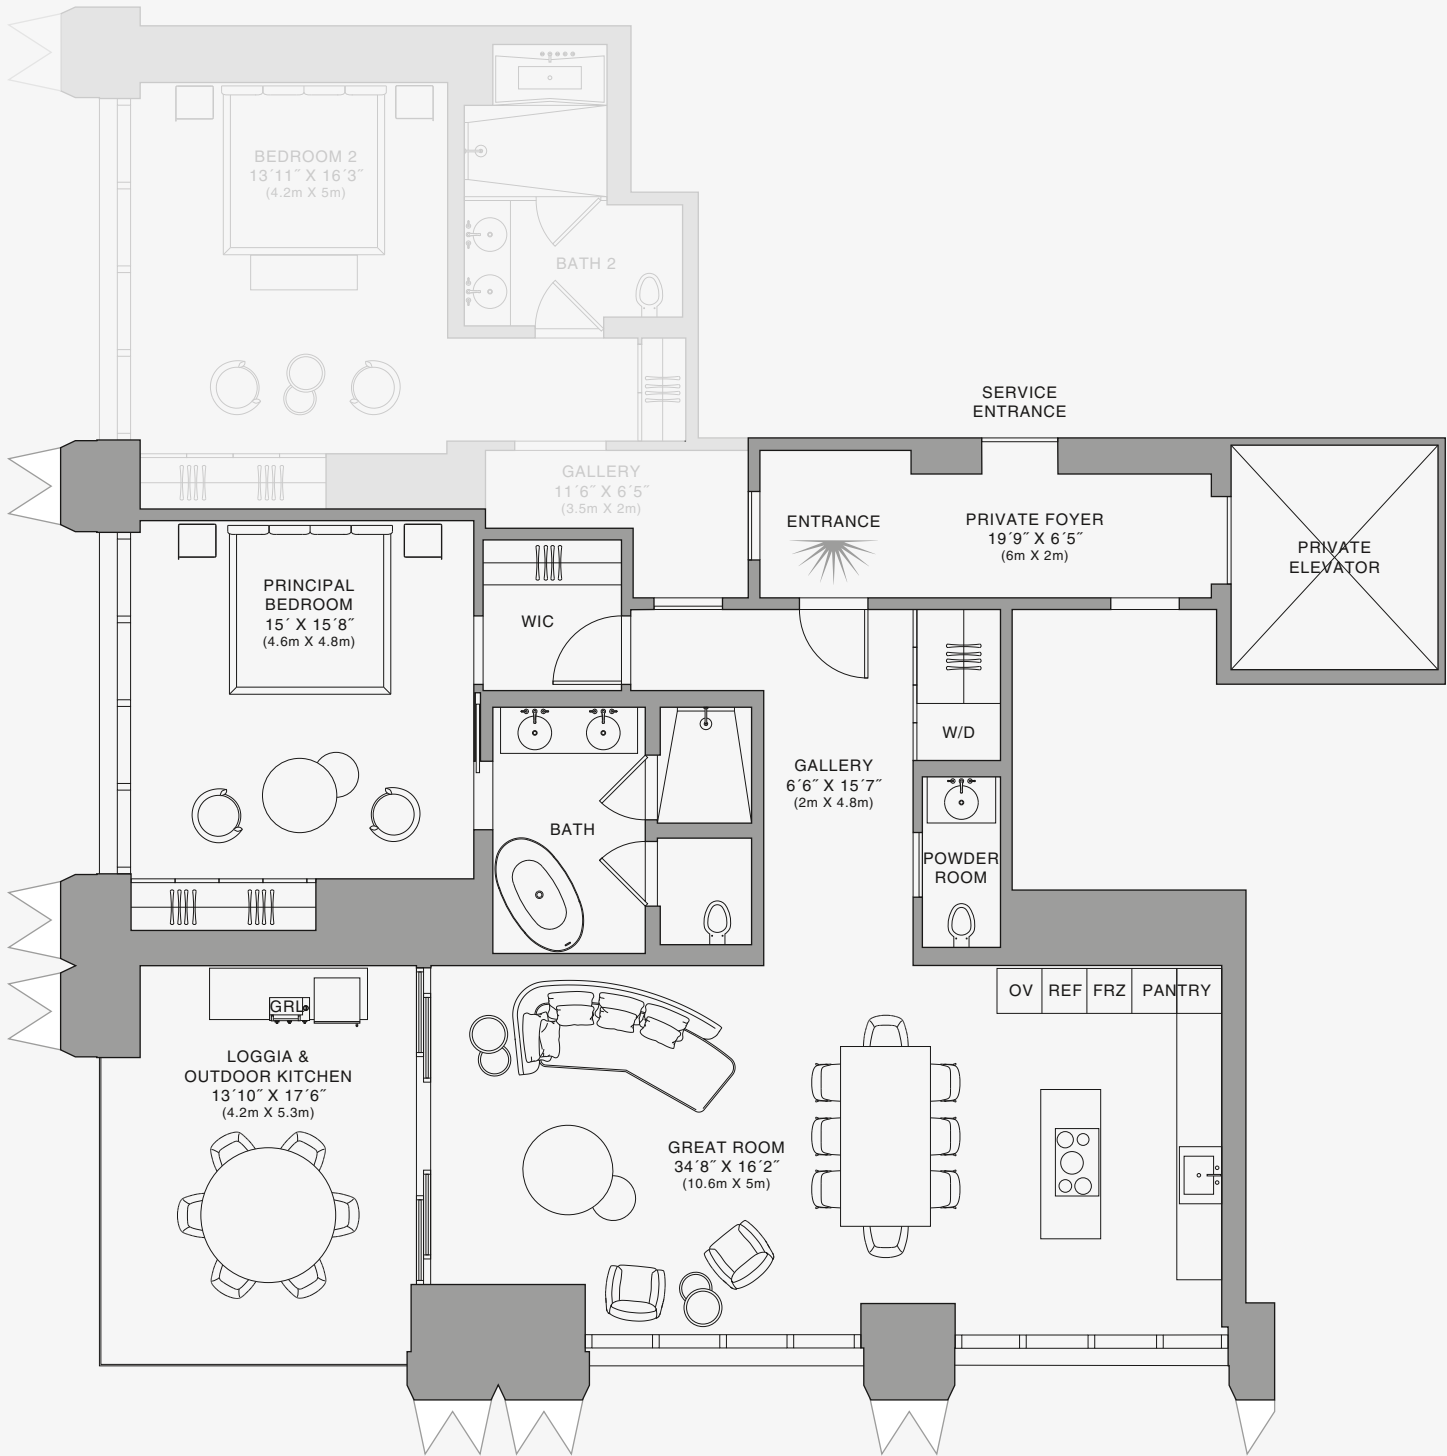 BEDROOM 2
13´11˝ X 16´3˝
(4.2m X 5m)
BATH 2
SERVICE
ENTRANCE
GALLERY
11´6˝ X 6´5˝
(3.5m X 2m)
ENTRANCE
PRIVATE FOYER
19´9˝ X 6´5˝
(6m X 2m)
PRIVATE
ELEVATOR
PRINCIPAL
BEDROOM
15´ X 15´8˝
(4.6m X 4.8m)
WIC
W/D
GALLERY
6´6˝ X 15´7˝
(2m X 4.8m)
BATH
POWDER
ROOM
OV
REF
FRZ
PANTRY
GRL
LOGGIA &
OUTDOOR KITCHEN
13´10˝ X 17´6˝
(4.2m X 5.3m)
GREAT ROOM
34´8˝ X 16´2˝
(10.6m X 5m)